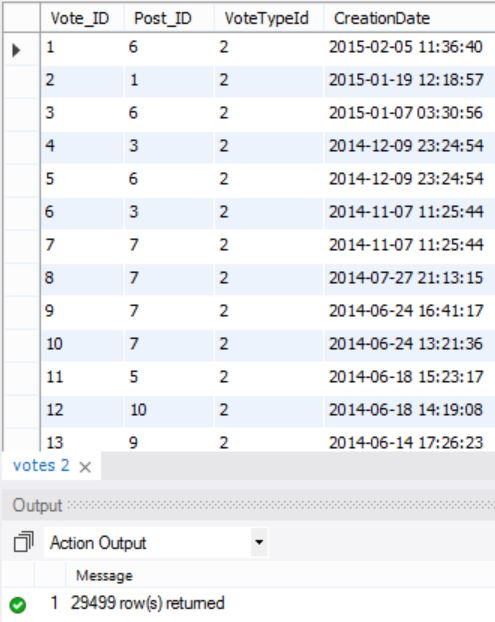 Vote_ID Post_ID VoteTypeId CreationDate
1 6 2 2015-02-05 11:36:40
2 1 2 2015-01-19 12:18:57
3 6 2 2015-01-07 03:30:56
4 3 2 2014-12-09 23:24:54
5 6 2 2014-12-09 23:24:54
6 3 2 2014-11-07 11:25:44
7 7 2 2014-11-07 11:25:44
8 7 2 2014-07-27 21:13:15
9 7 2 2014-06-24 16:41:17
10 7 2 2014-06-24 13:21:36
11 5 2 2014-06-18 15:23:17
12 10 2 2014-06-18 14:19:08
13 9 2 2014-06-14 17:26:23
votes 2
Output
Action Output
Message
1 29499 row(s) returned